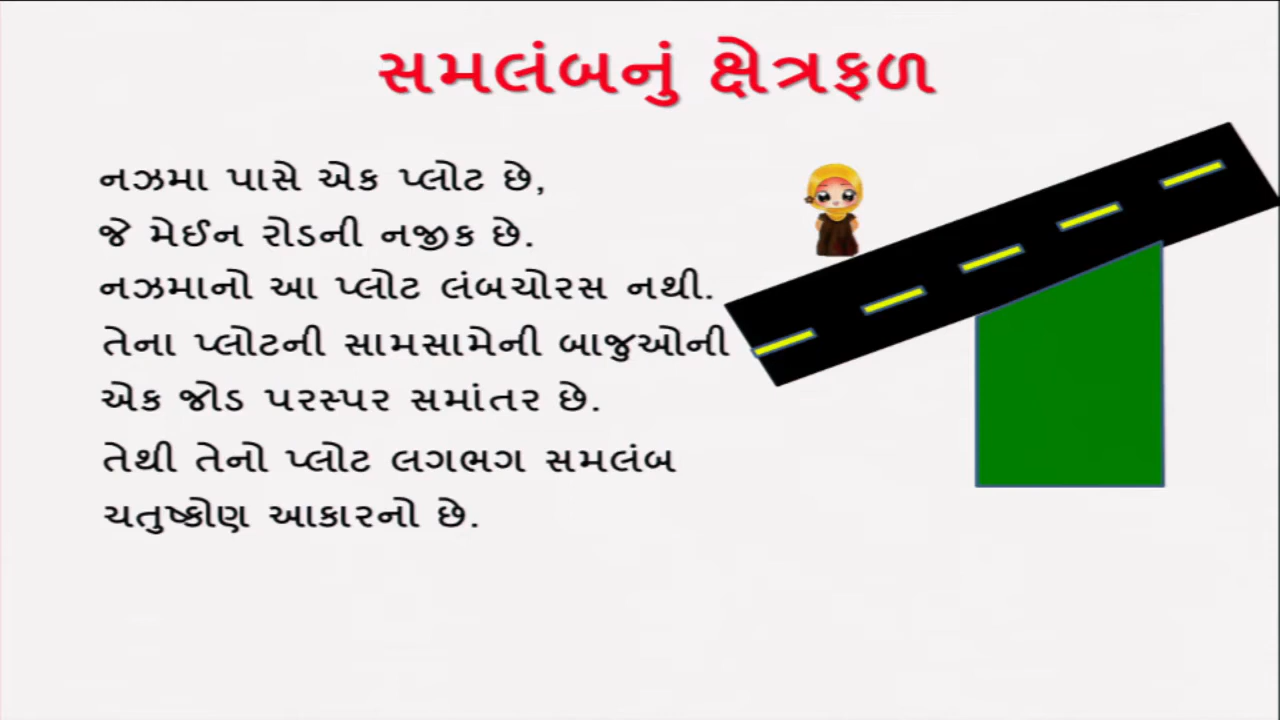 સમલંબનું ક્ષેત્રફળ
નઝમા પાસે એક પ્લોટ છે,
જે મેઈન રોડની નજીક છે.
નઝમાનો આ પ્લોટ લંબચોરસ નથી.
તેના પ્લોટની સામસામેની બાજુઓની
એક જોડ પરસ્પર સમાંતર છે.
તેથી તેનો પ્લોટ લગભગ સમલંબ
ચતુષ્કોણ આકારનો છે.